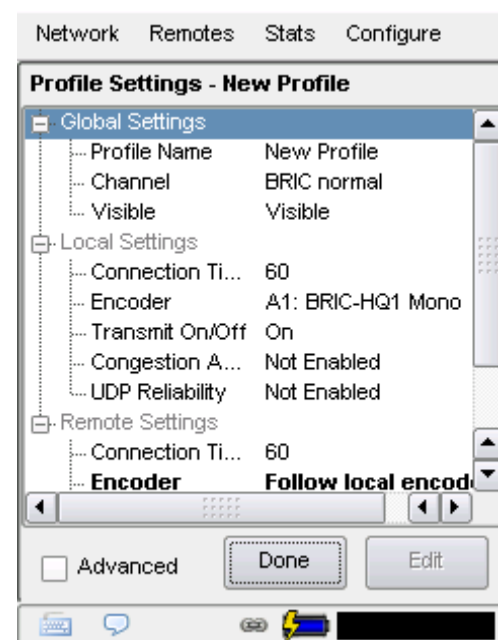 Network Remotes Stats Configure
Profile Settings - New Profile
Global Settings
Profile Name New Profile
Channel BRIC normal
Visible Visible
Local Settings
Connection Ti... 60
Encoder A1: BRIC-HQ1 Mono
Transmit On/Off On
Congestion A... Not Enabled
UDP Reliability Not Enabled
Remote Settings
Connection Ti... 60
Encoder Follow local encod
Advanced Done Edit